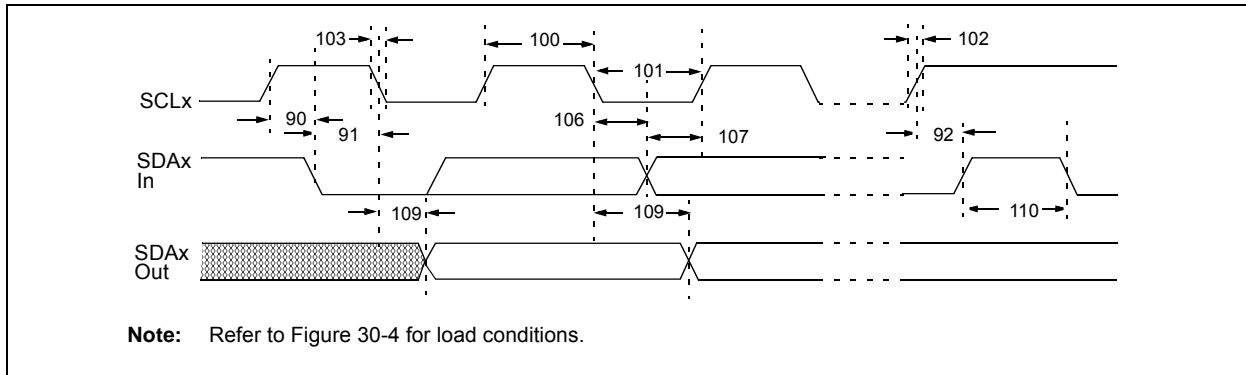 103
100
102
101
SCLx
90
91
106
107
92
SDAx
In
109
109
110
SDAx
Out
Note: Refer to Figure 30-4 for load conditions.